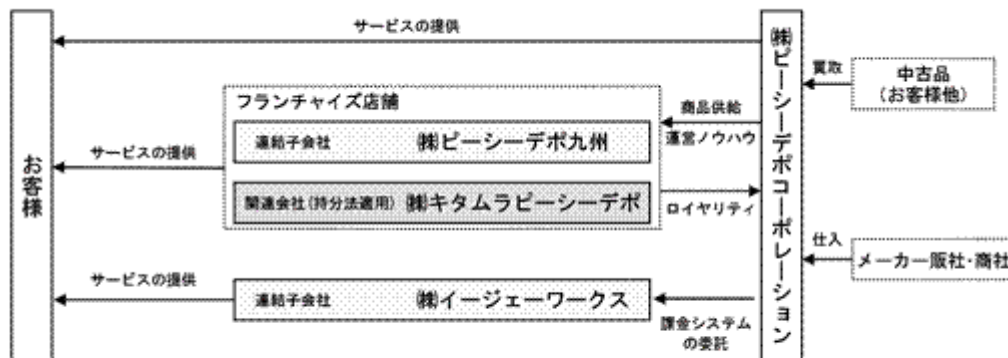 サービスの提供
お客様
㈱ピーシーデポコーポレーション
買取
中古品
(お客様他)
フランチャイズ店舗
商品供給
運営ノウハウ
連結子会社 ㈱ピーシーデポ九州
サービスの提供
関連会社(持分法適用) ㈱キタムラピーシーデポ
ロイヤリティ
仕入
メーカー販社・商社
サービスの提供
連結子会社 ㈱イージェーワークス
課金システム
の委託